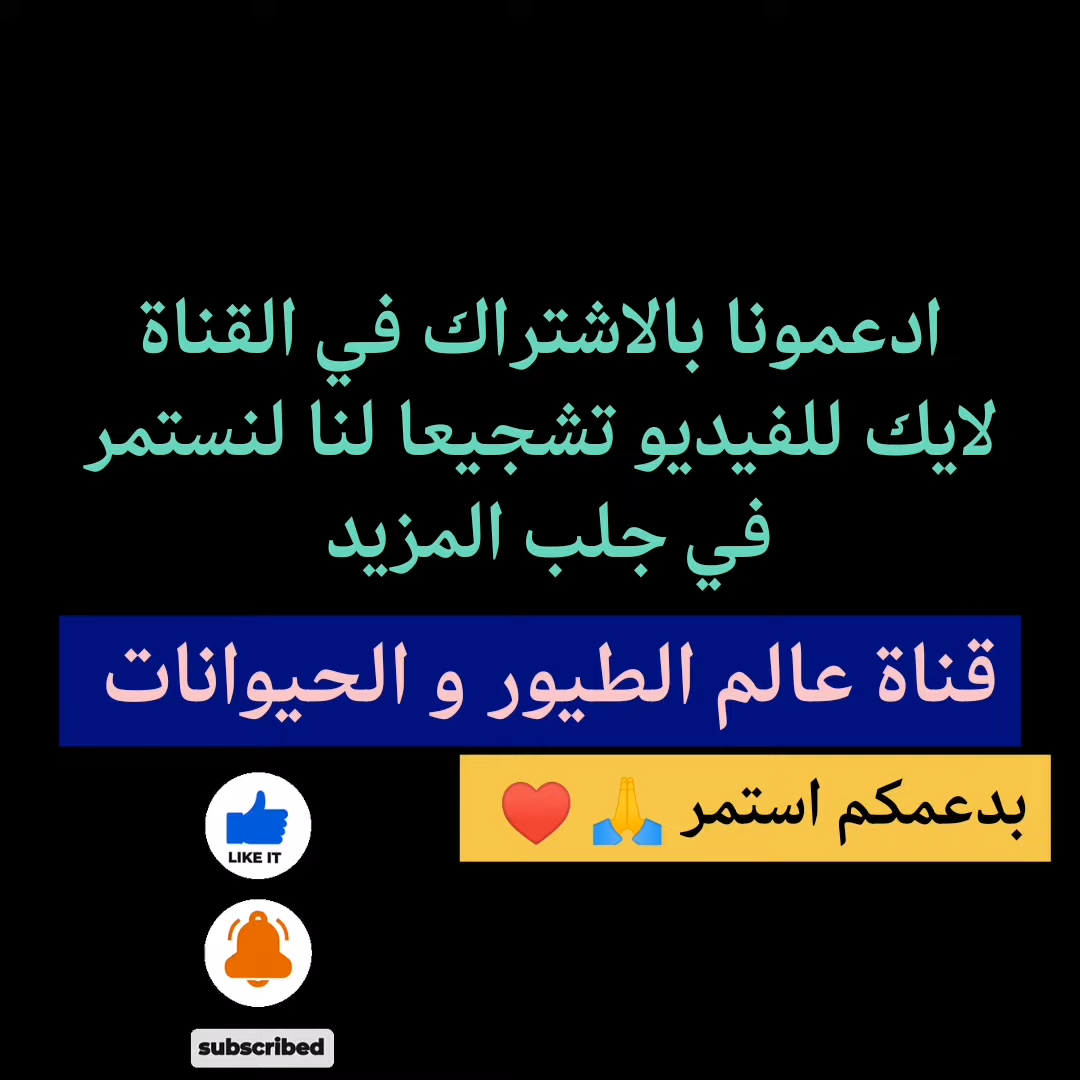 ادعمونا بالاشتراك في القناة
لايك للفيديو تشجيعا لنا لنستمر
في جلب المزيد
قناة عالم الطيور و الحيوانات
بدعمكم استمر 🙏♥️
LIKE IT
subscribed